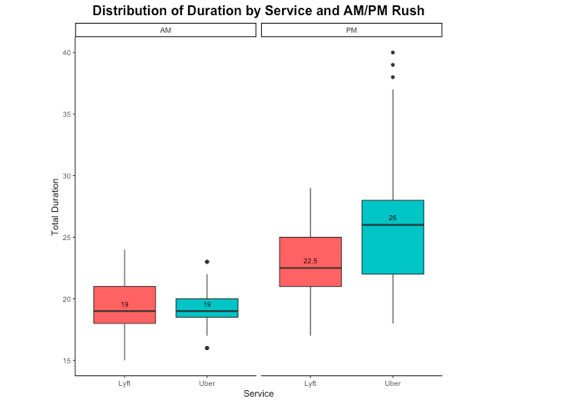 Distribution of Duration by Service and AM/PM Rush
AM
PM
40
35
30
25
20
15
Total Duration
19
19
22.5
26
Lyft
Uber
Lyft
Uber
Service